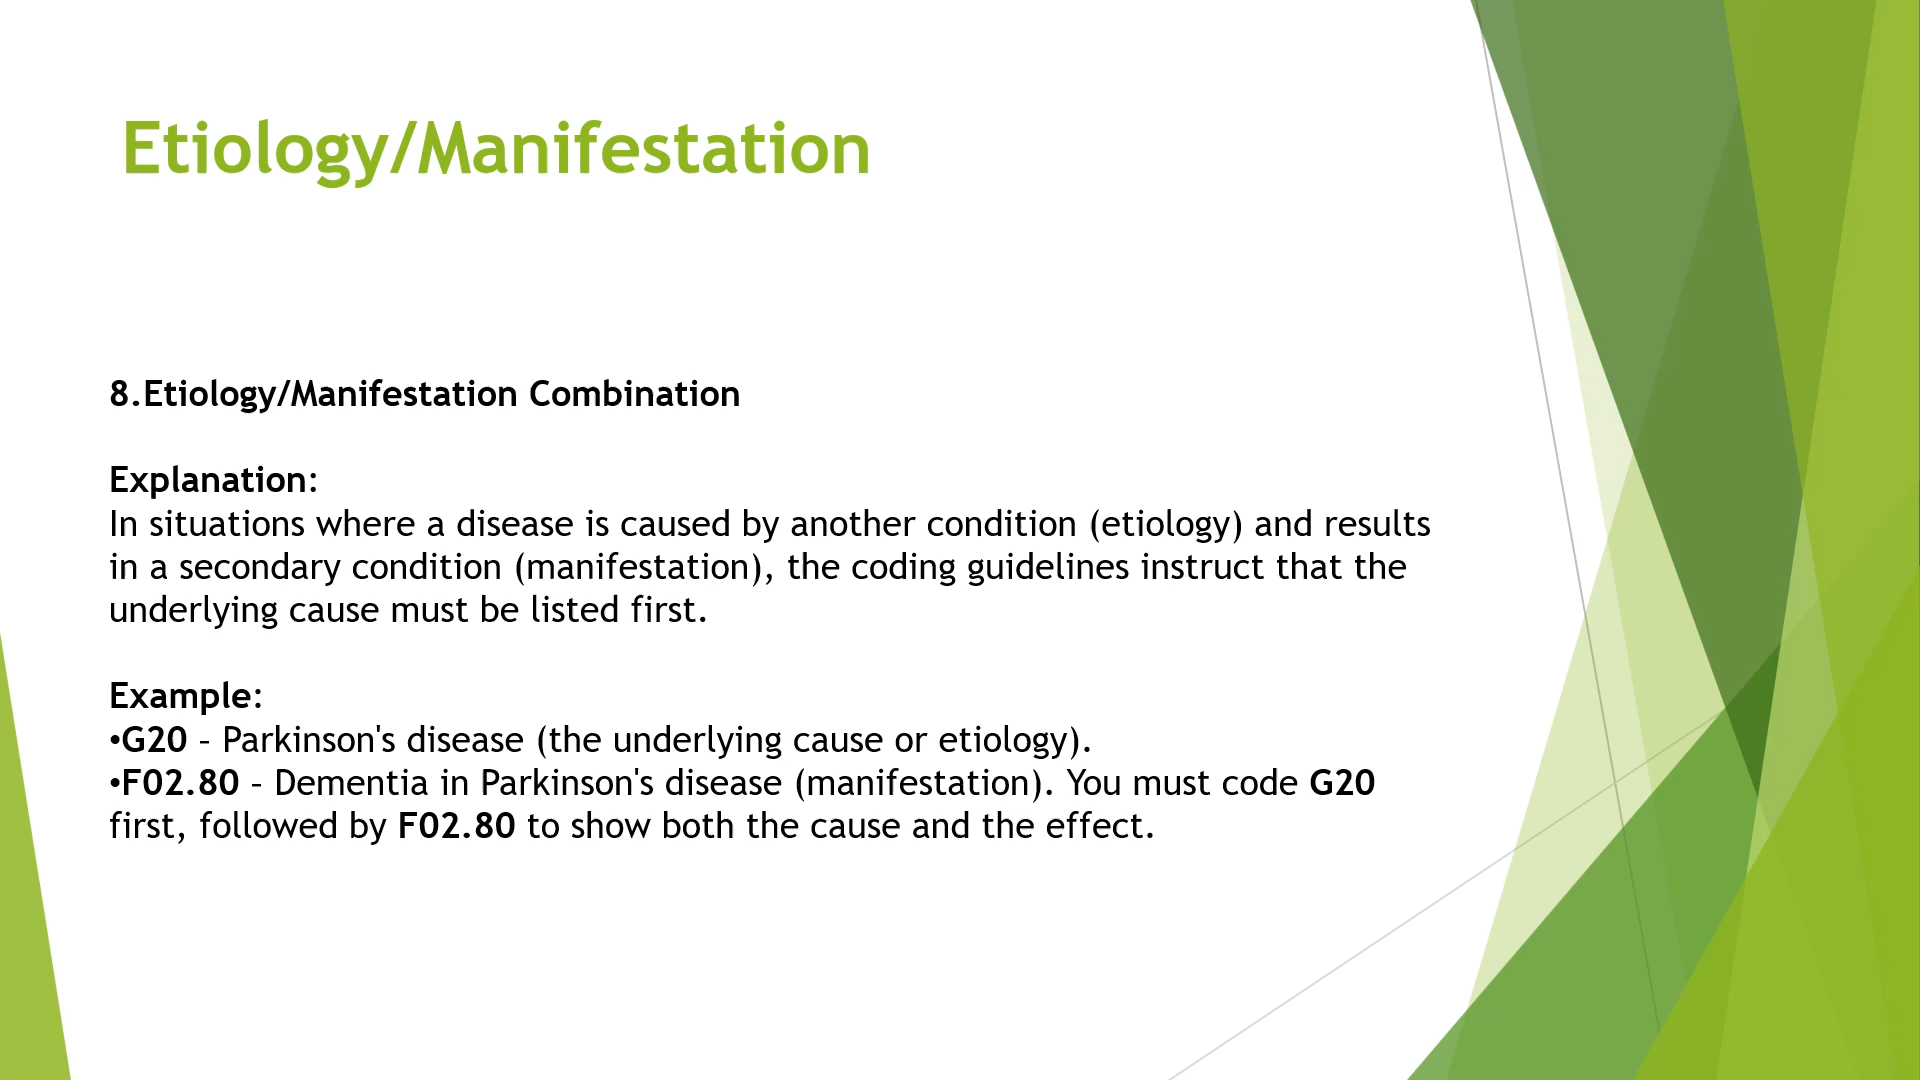 Etiology/Manifestation
8.Etiology/Manifestation Combination
Explanation:
In situations where a disease is caused by another condition (etiology) and results
in a secondary condition (manifestation), the coding guidelines instruct that the
underlying cause must be listed first.
Example:
•G20 – Parkinson's disease (the underlying cause or etiology).
•F02.80 – Dementia in Parkinson's disease (manifestation). You must code G20
first, followed by F02.80 to show both the cause and the effect.